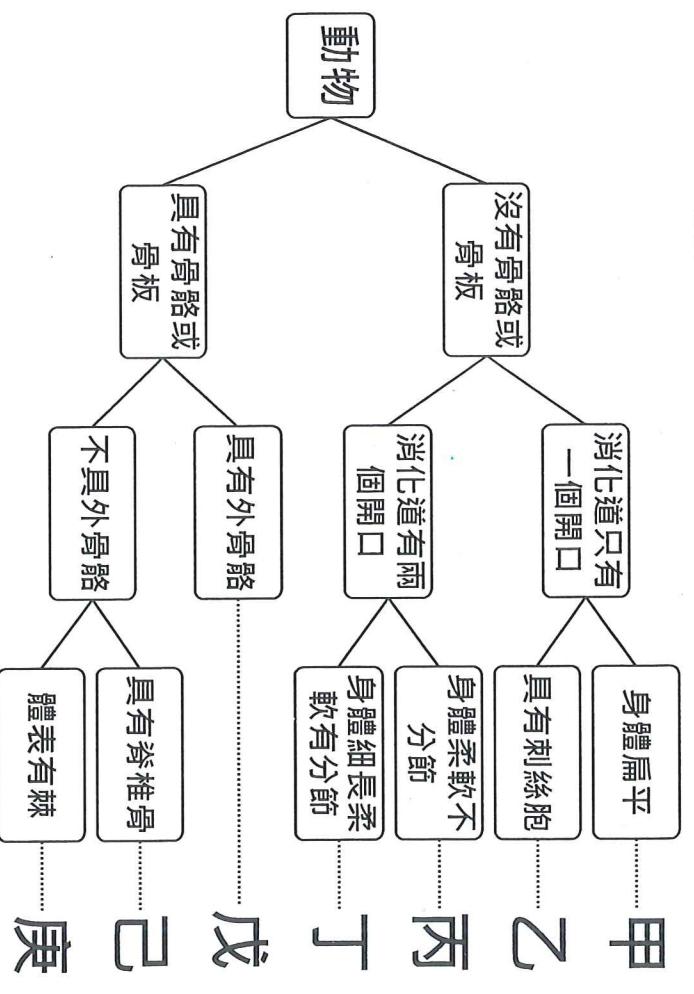 動物
沒有骨骼或
骨板
具有骨骼或
骨板
消化道只有
一個開口
消化道有兩
個開口
具有外骨骼
不具外骨骼
身體扁平
具有刺絲胞
身體柔軟不
分節
身體細長柔
軟有分節
具有脊椎骨
體表有棘
甲
乙
丙
丁
戊
己
庚